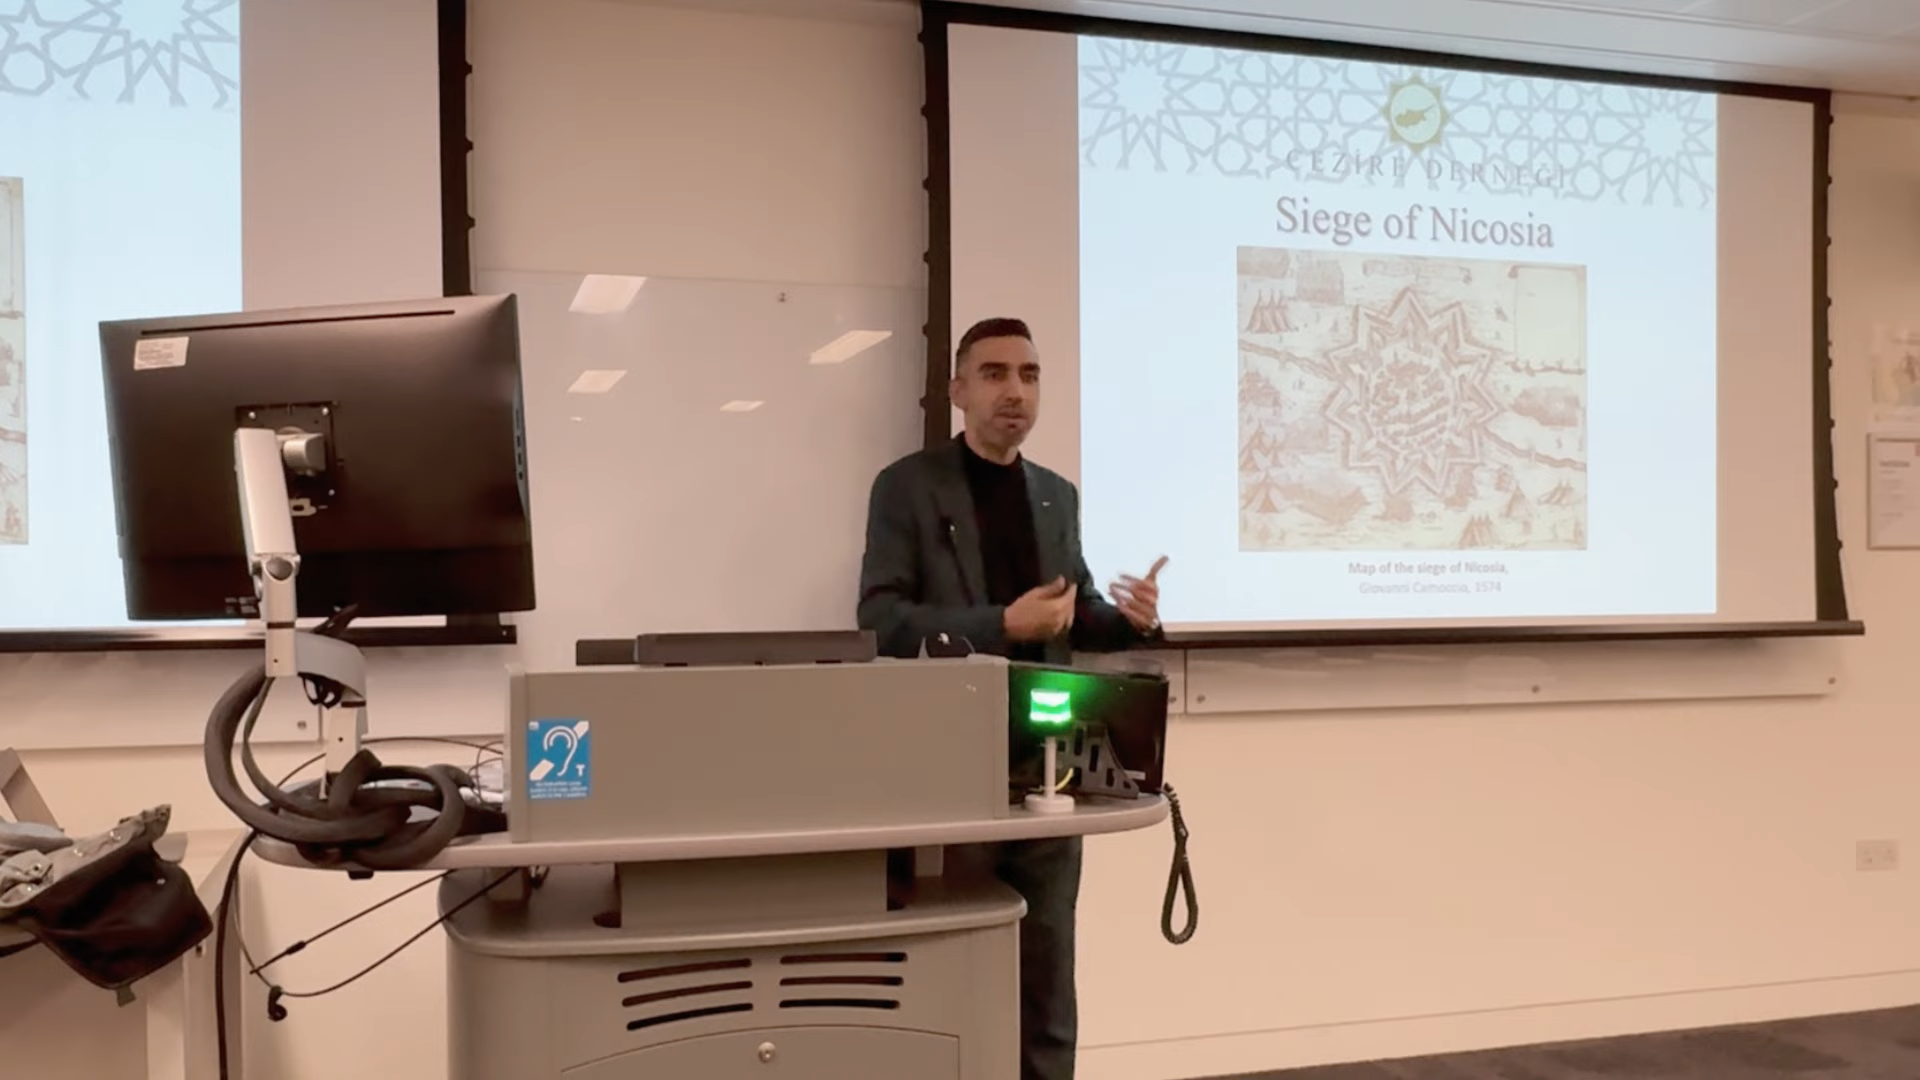 CEZİRE DERNEĞİ
Siege of Nicosia
Map of the siege of Nicosia,
Giovanni Camoccio, 1574
T